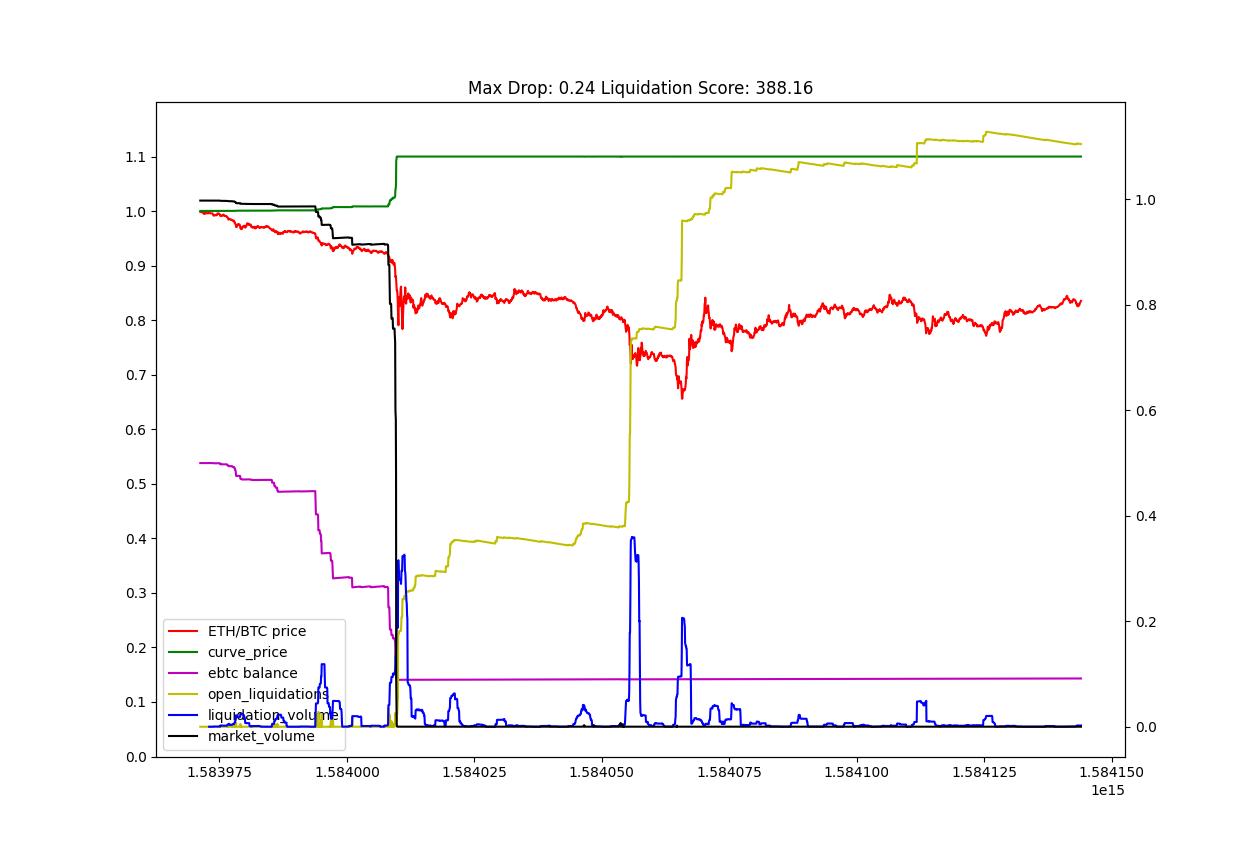 Max Drop: 0.24 Liquidation Score: 388.16
1.1
1.0
0.9
0.8
0.7
0.6
0.5
0.4
0.3
0.2
0.1
0.0
1.0
0.8
0.6
0.4
0.2
0.0
ETH/BTC price
curve_price
ebtc balance
open_liquidations
liquidation_volume
market_volume
1.583975 1.584000 1.584025 1.584050 1.584075 1.584100 1.584125 1.584150
1e15